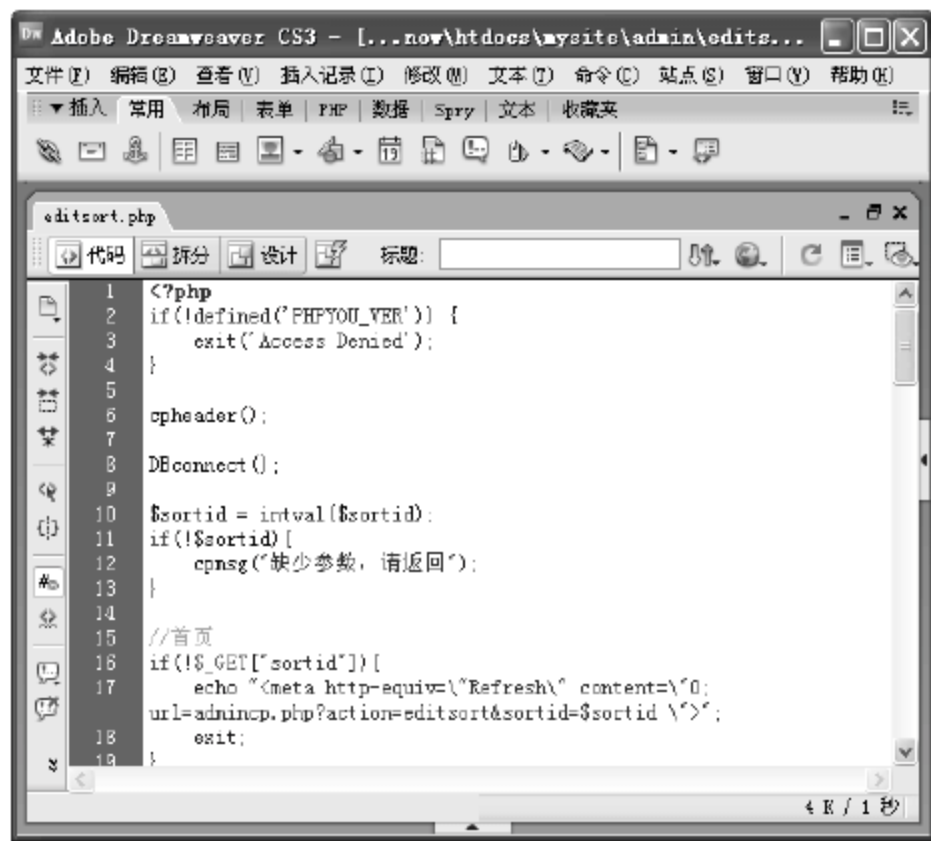 Adobe Dreamweaver CS3 - [...now\htdocs\mysite\admin\edits...
文件(F) 编辑(E) 查看(V) 插入记录(I) 修改(M) 文本(T) 命令(C) 站点(S) 窗口(W) 帮助(H)
▼插入 常用 布局 表单 PHP 数据 Spry 文本 收藏夹
19
editsort.php
代码 拆分 设计 标题:
1 <?php
2 if(!defined('PHPYOU_VER')) {
3 exit('Access Denied');
4 }
5
6 cpheader();
7
8 DBconnect();
9
10 $sortid = intval($sortid);
11 if(!$sortid){
12 cpmsg("缺少参数，请返回");
13 }
14
15 //首页
16 if(!$_GET["sortid"]){
17 echo "<meta http-equiv=\"Refresh\" content=\"0;
url=admincp.php?action=editsort&sortid=$sortid \">";
18 exit;
19 }
4 K / 1 秒